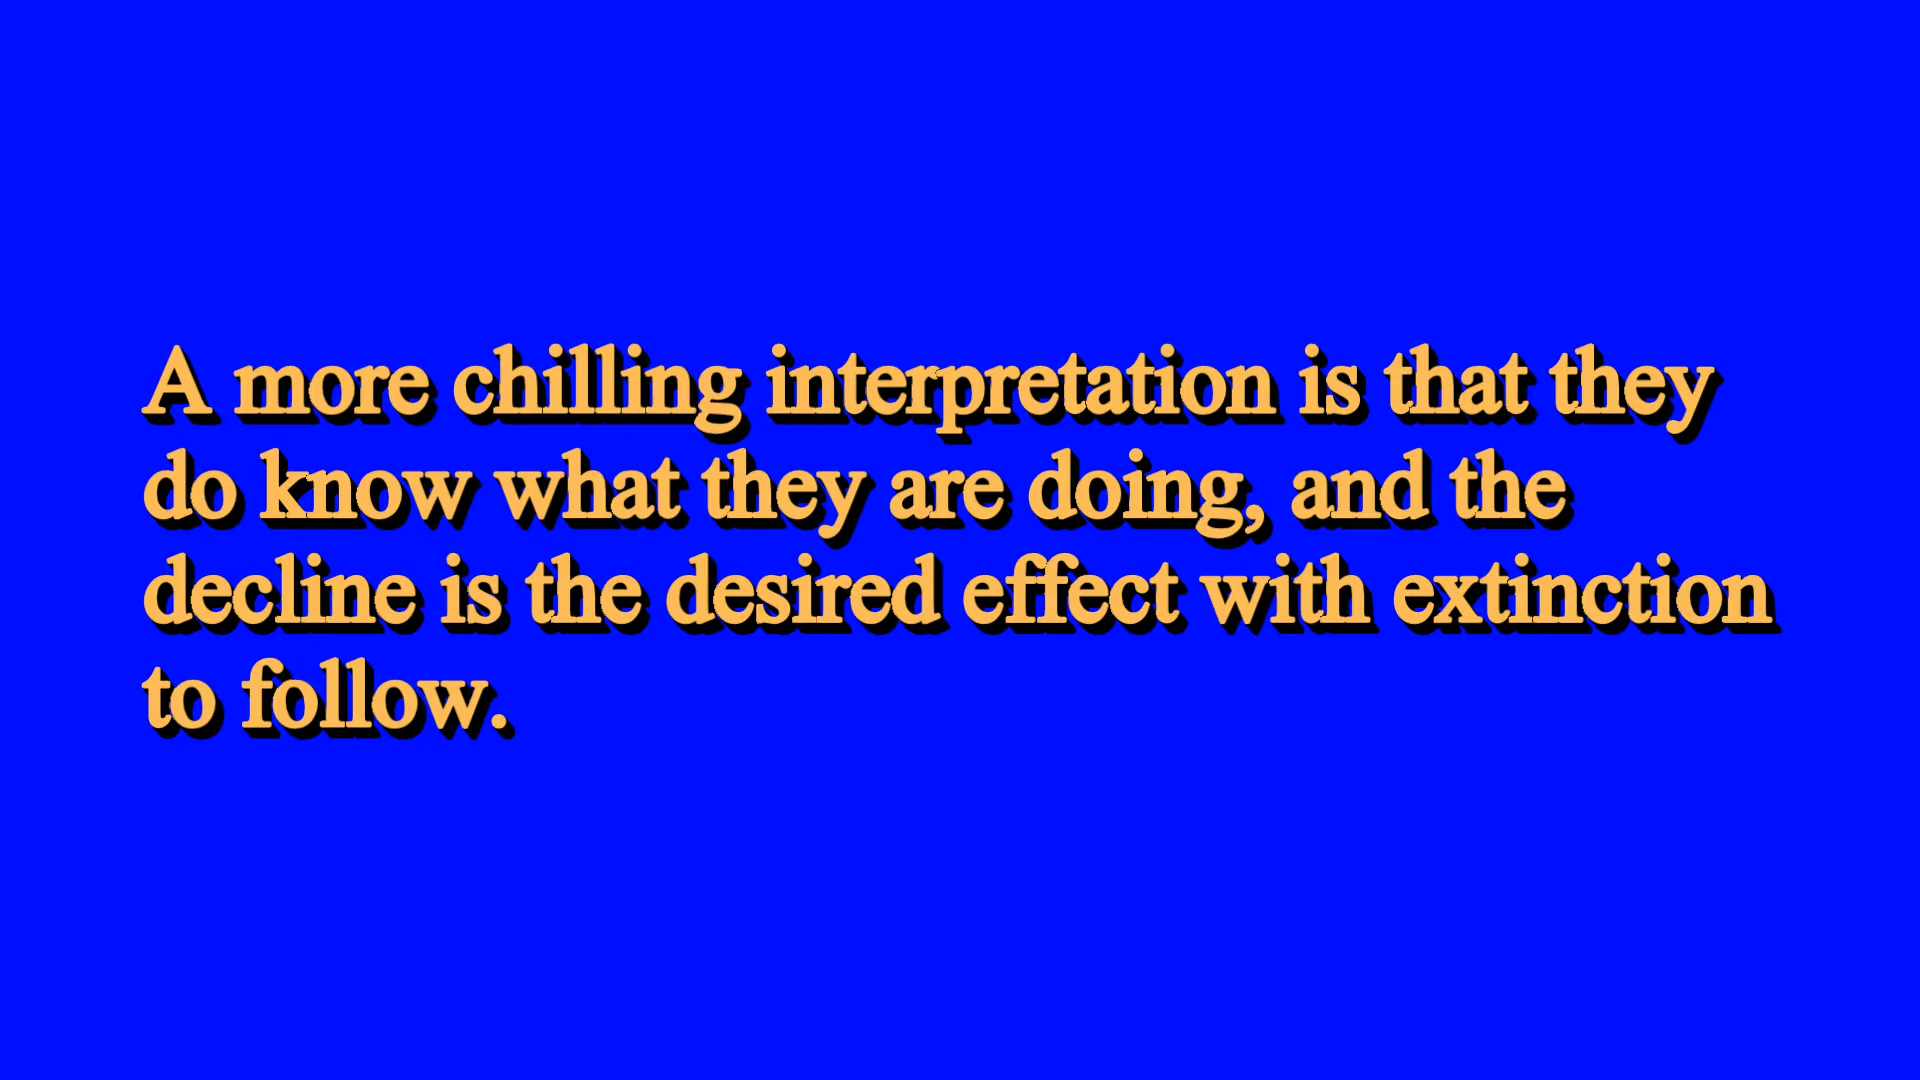 A more chilling interpretation is that they
do know what they are doing, and the
decline is the desired effect with extinction
to follow.